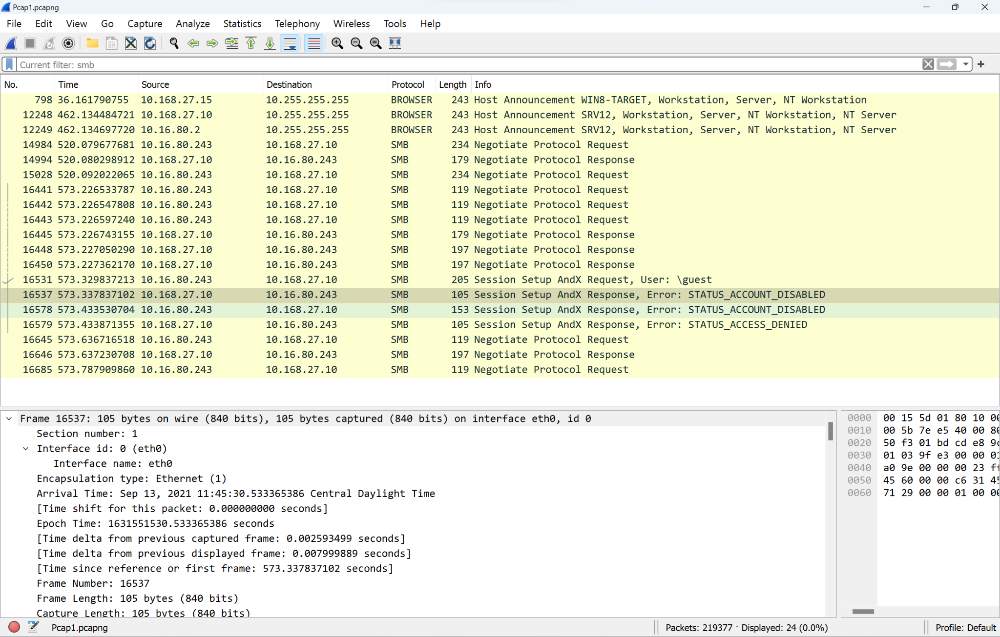 Pcap1.pcapng
File Edit View Go Capture Analyze Statistics Telephony Wireless Tools Help
Current filter: smb
No. Time Source Destination Protocol Length Info
798 36.161790755 10.168.27.15 10.255.255.255 BROWSER 243 Host Announcement WIN8-TARGET, Workstation, Server, NT Workstation
12248 462.134484721 10.168.27.10 10.255.255.255 BROWSER 243 Host Announcement SRV12, Workstation, Server, NT Workstation, NT Server
12249 462.134697720 10.16.80.2 10.255.255.255 BROWSER 243 Host Announcement SRV12, Workstation, Server, NT Workstation, NT Server
14984 520.079677681 10.16.80.243 10.168.27.10 SMB 234 Negotiate Protocol Request
14994 520.080298912 10.168.27.10 10.16.80.243 SMB 179 Negotiate Protocol Response
15028 520.092022065 10.16.80.243 10.168.27.10 SMB 234 Negotiate Protocol Request
16441 573.226533787 10.16.80.243 10.168.27.10 SMB 119 Negotiate Protocol Request
16442 573.226547808 10.16.80.243 10.168.27.10 SMB 119 Negotiate Protocol Request
16443 573.226597240 10.16.80.243 10.168.27.10 SMB 119 Negotiate Protocol Request
16445 573.226743155 10.168.27.10 10.16.80.243 SMB 179 Negotiate Protocol Response
16448 573.227050290 10.168.27.10 10.16.80.243 SMB 197 Negotiate Protocol Response
16450 573.227362170 10.168.27.10 10.16.80.243 SMB 197 Negotiate Protocol Response
16531 573.329837213 10.16.80.243 10.168.27.10 SMB 205 Session Setup AndX Request, User: \guest
16537 573.337837102 10.168.27.10 10.16.80.243 SMB 105 Session Setup AndX Response, Error: STATUS_ACCOUNT_DISABLED
16578 573.433530704 10.16.80.243 10.168.27.10 SMB 153 Session Setup AndX Response, Error: STATUS_ACCOUNT_DISABLED
16579 573.433871355 10.168.27.10 10.16.80.243 SMB 105 Session Setup AndX Response, Error: STATUS_ACCESS_DENIED
16645 573.636716518 10.16.80.243 10.168.27.10 SMB 119 Negotiate Protocol Request
16646 573.637230708 10.168.27.10 10.16.80.243 SMB 197 Negotiate Protocol Response
16685 573.787909860 10.16.80.243 10.168.27.10 SMB 119 Negotiate Protocol Request
Frame 16537: 105 bytes on wire (840 bits), 105 bytes captured (840 bits) on interface eth0, id 0
Section number: 1
Interface id: 0 (eth0)
Interface name: eth0
Encapsulation type: Ethernet (1)
Arrival Time: Sep 13, 2021 11:45:30.533365386 Central Daylight Time
[Time shift for this packet: 0.000000000 seconds]
Epoch Time: 1631551530.533365386 seconds
[Time delta from previous captured frame: 0.002593499 seconds]
[Time delta from previous displayed frame: 0.007999889 seconds]
[Time since reference or first frame: 573.337837102 seconds]
Frame Number: 16537
Frame Length: 105 bytes (840 bits)
Capture Length: 105 bytes (840 bits)
0000 00 15 5d 01 80 10
0010 00 5b 7e e5 40 00
0020 50 f3 01 bd cd e8
0030 01 03 9f e3 00 00
0040 a0 9e 00 00 00 23
0050 45 60 00 00 c6 31
0060 71 29 00 00 01 00
Pcap1.pcapng
Packets: 219377 · Displayed: 24 (0.0%)
Profile: Default